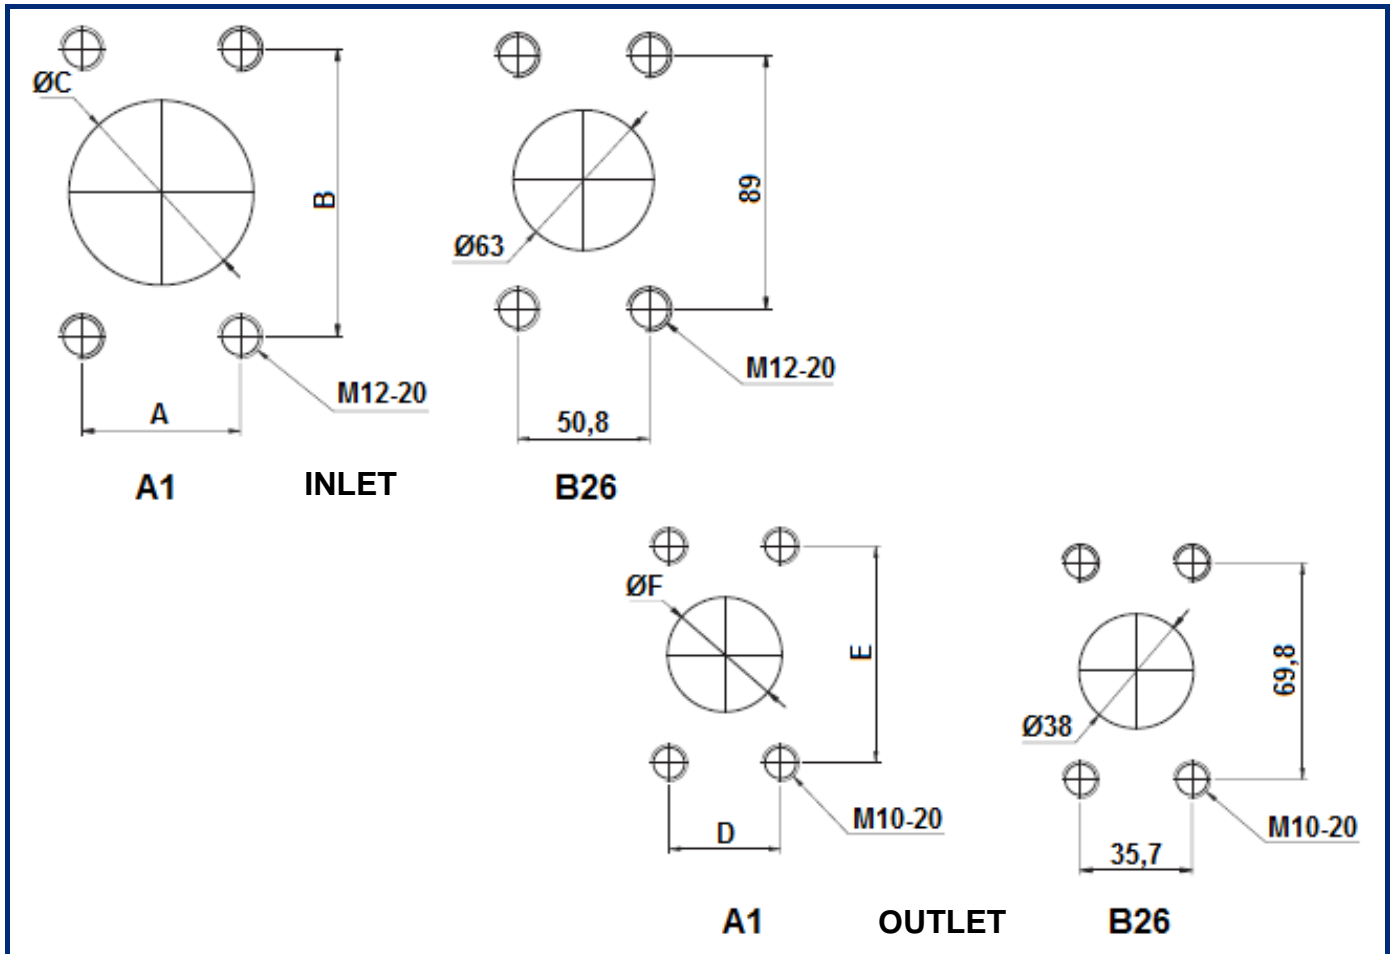 ØC
B
M12-20
A
A1
INLET
Ø63
89
M12-20
50,8
B26
ØF
E
M10-20
D
A1
OUTLET
Ø38
69,8
M10-20
35,7
B26